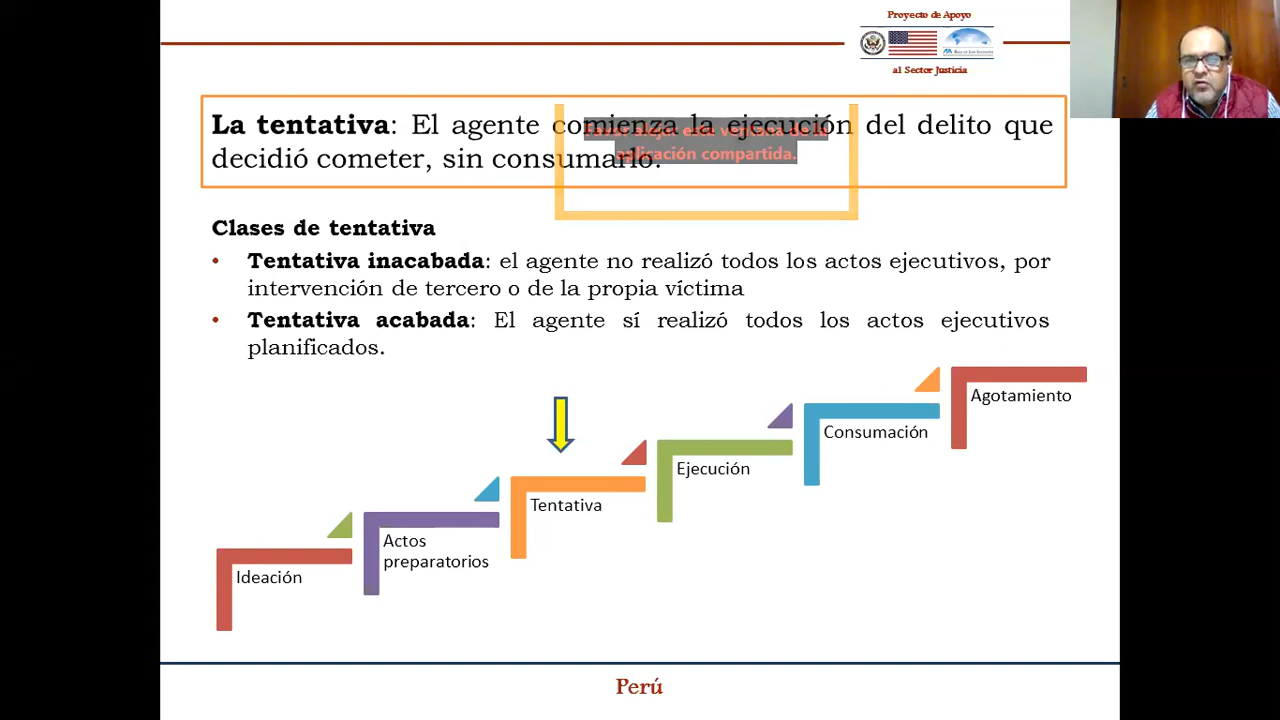 Proyecto de Apoyo
al Sector Justicia
La tentativa: El agente comienza la ejecución del delito que
decidió cometer, sin consumarlo.
aplicación compartida.
Clases de tentativa
• Tentativa inacabada: el agente no realizó todos los actos ejecutivos, por
intervención de tercero o de la propia víctima
• Tentativa acabada: El agente sí realizó todos los actos ejecutivos
planificados.
Agotamiento
Consumación
Ejecución
Tentativa
Actos
preparatorios
Ideación
Perú